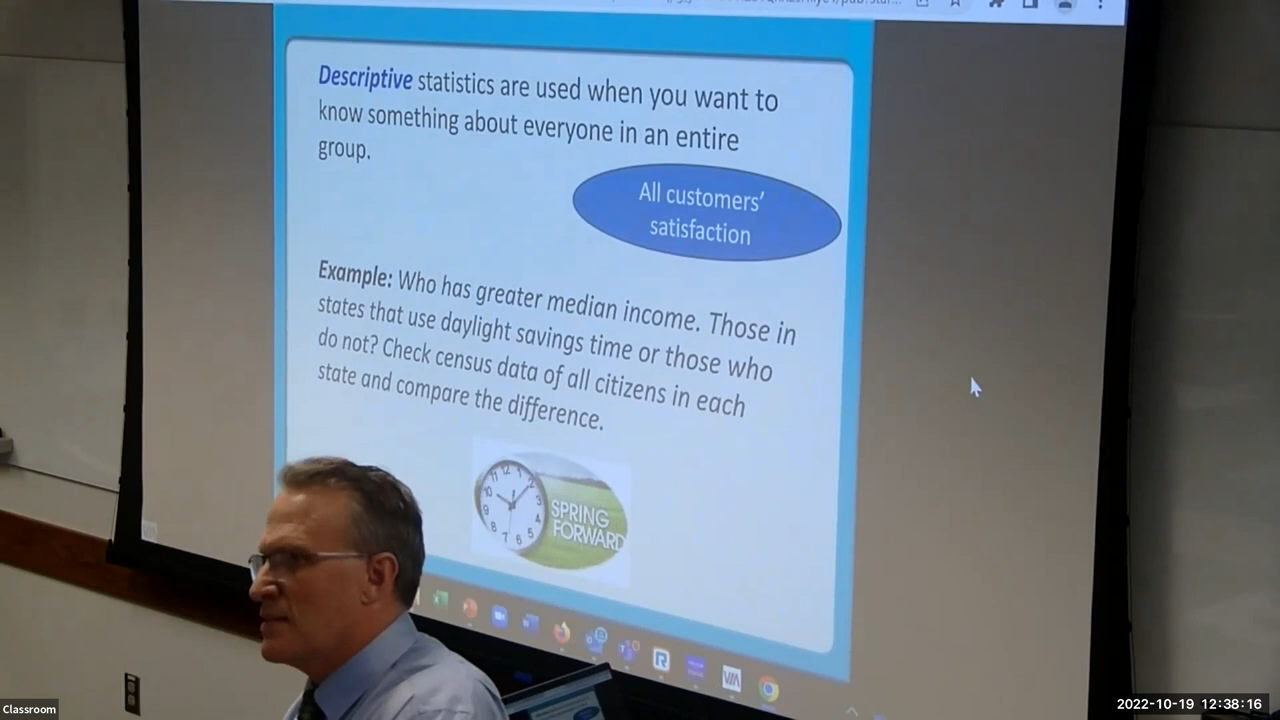 Descriptive statistics are used when you want to
know something about everyone in an entire
group.
All customers’
satisfaction
Example: Who has greater median income. Those in
states that use daylight savings time or those who
do not? Check census data of all citizens in each
state and compare the difference.
SPRING
FORWARD
Classroom
2022-10-19 12:38:16